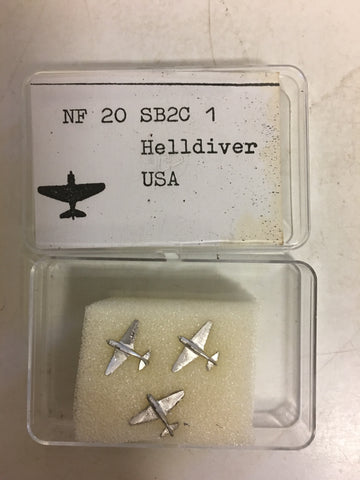 NF 20 SB2C 1
Helldiver
USA